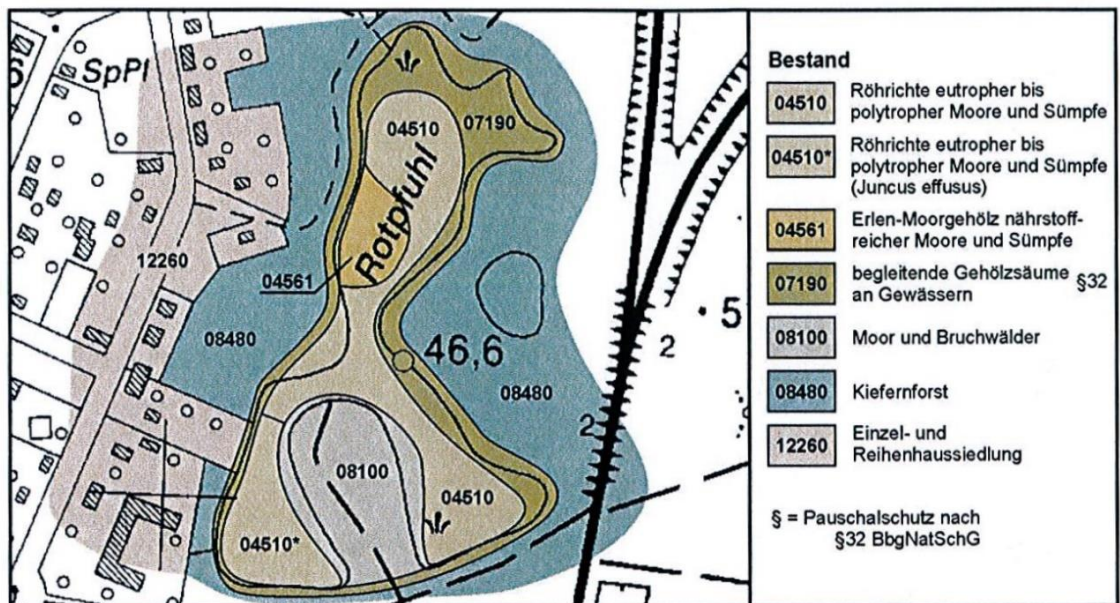 SpPl
04510
07190
Rotpfuhl
12260
04561
08480
46,6
08480
2
5
2
08100
04510
04510*
Bestand
04510
Röhrichte eutropher bis
polytropher Moore und Sümpfe
04510*
Röhrichte eutropher bis
polytropher Moore und Sümpfe
(Juncus effusus)
04561
Erlen-Moorgehölz nährstoff-
reicher Moore und Sümpfe
07190
begleitende Gehölzsäume §32
an Gewässern
08100
Moor und Bruchwälder
08480
Kiefernforst
12260
Einzel- und
Reihenhaussiedlung
§ = Pauschalschutz nach
§32 BbgNatSchG